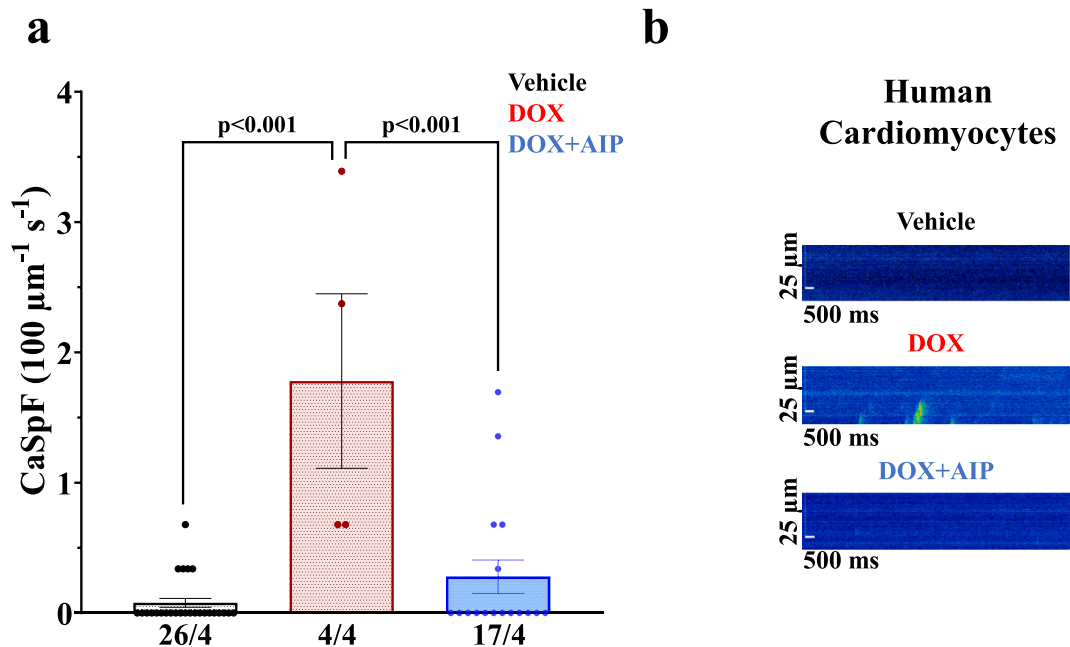 a
b
Vehicle
DOX
DOX+AIP
p<0.001
p<0.001
CaSpF (100 µm⁻¹ s⁻¹)
4
3
2
1
0
26/4
4/4
17/4
Human
Cardiomyocytes
Vehicle
25 µm
500 ms
DOX
25 µm
500 ms
DOX+AIP
25 µm
500 ms